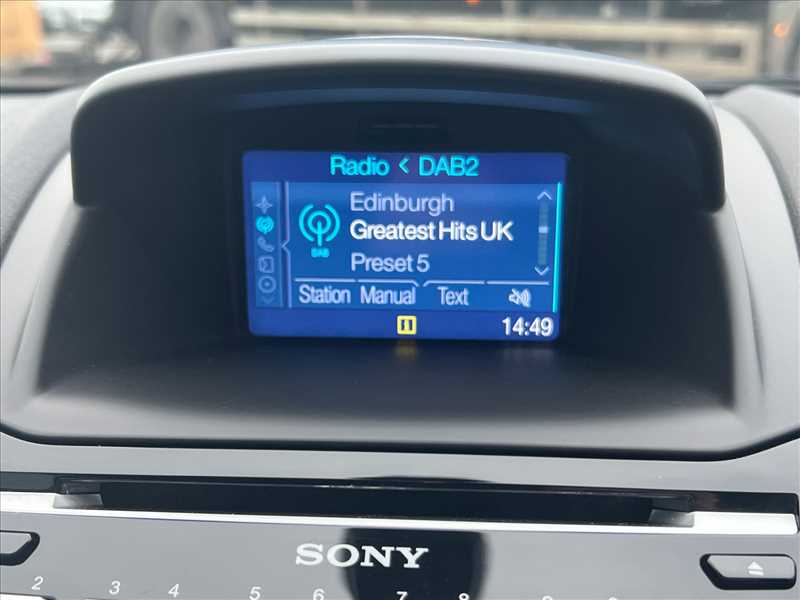 Radio < DAB2
Edinburgh
Greatest Hits UK
DAB
Preset 5
Station Manual Text
14:49
SONY
2 3 4 5 6 7 8